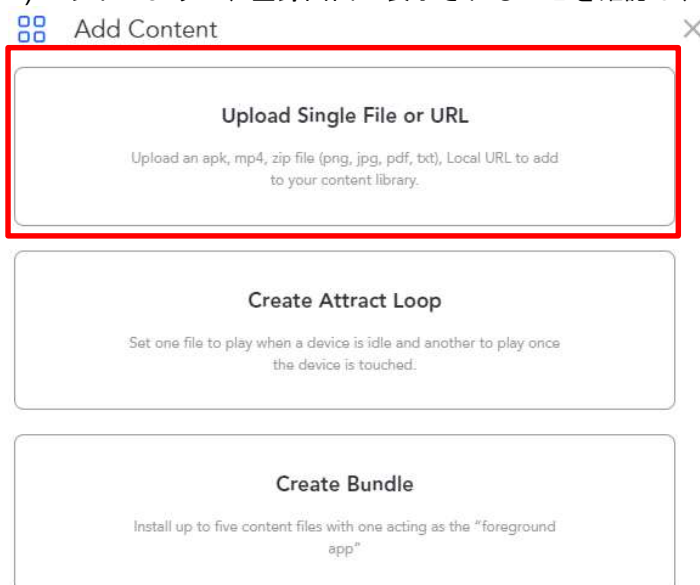 Add Content
Upload Single File or URL
Upload an apk, mp4, zip file (png, jpg, pdf, txt), Local URL to add
to your content library.
Create Attract Loop
Set one file to play when a device is idle and another to play once
the device is touched.
Create Bundle
Install up to five content files with one acting as the "foreground
app"